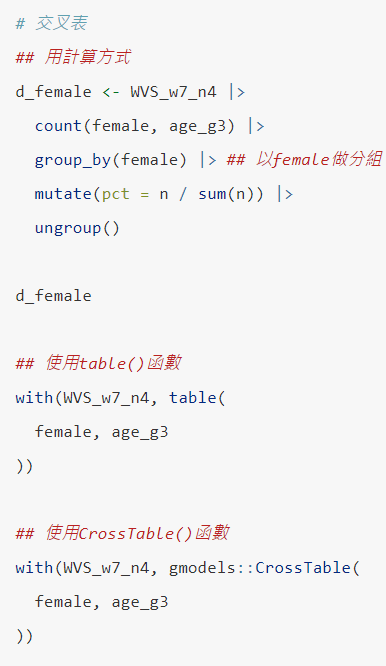 # 交叉表
## 用計算方式
d_female <- WVS_w7_n4 |>
  count(female, age_g3) |>
  group_by(female) |> ## 以female做分組
  mutate(pct = n / sum(n)) |>
  ungroup()

d_female

## 使用table()函數
with(WVS_w7_n4, table(
  female, age_g3
))

## 使用CrossTable()函數
with(WVS_w7_n4, gmodels::CrossTable(
  female, age_g3
))